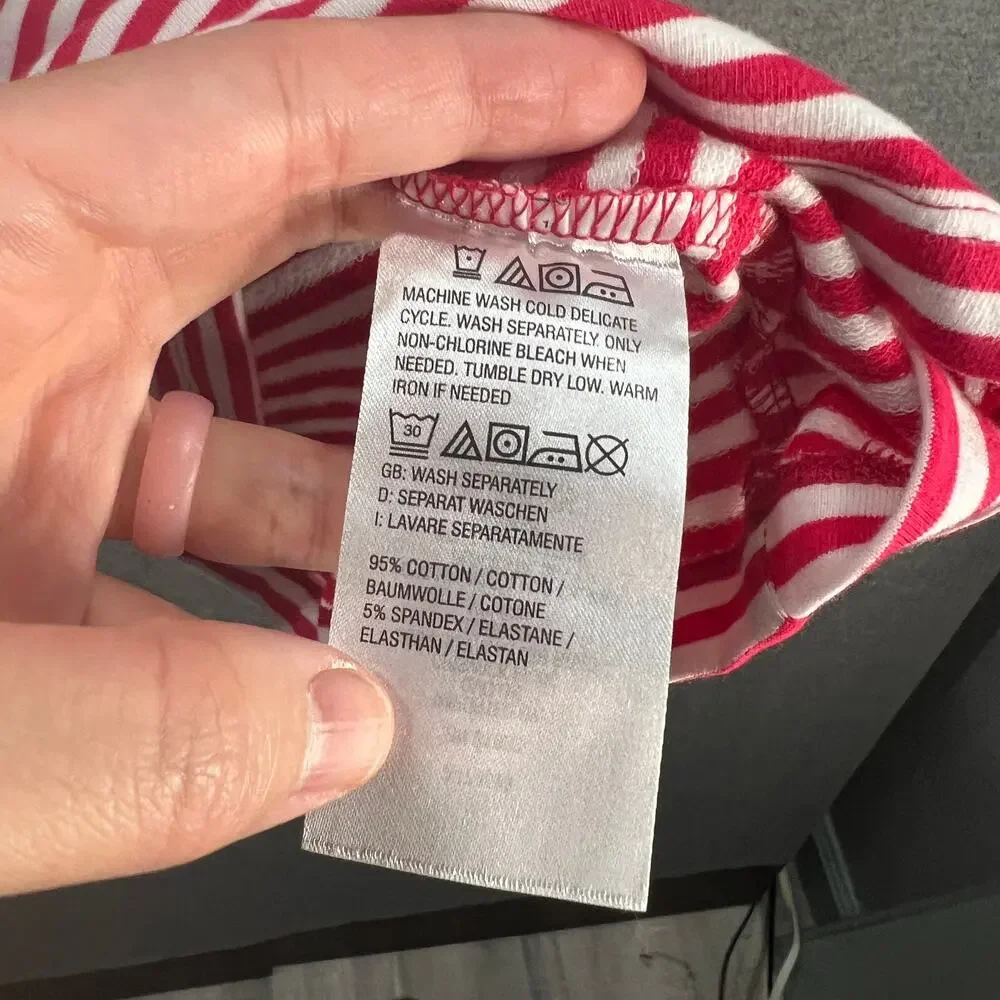 MACHINE WASH COLD DELICATE
CYCLE. WASH SEPARATELY. ONLY
NON-CHLORINE BLEACH WHEN
NEEDED. TUMBLE DRY LOW. WARM
IRON IF NEEDED
30
GB: WASH SEPARATELY
D: SEPARAT WASCHEN
I: LAVARE SEPARATAMENTE
95% COTTON / COTTON /
BAUMWOLLE / COTONE
5% SPANDEX / ELASTANE /
ELASTHAN / ELASTAN